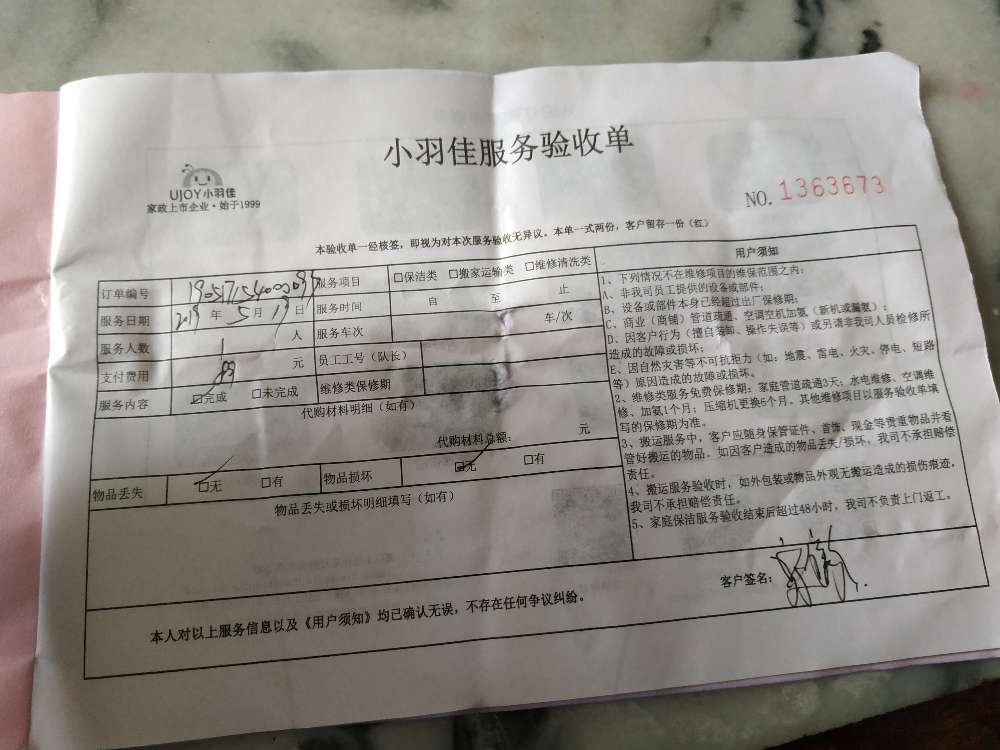 小羽佳服务验收单
UJOY小羽佳
家政上市企业·始于1999
NO. 1363673
本验收单一经核签，即视为对本次服务验收无异议。本单一式两份，客户留存一份（红）
订单编号 服务项目 □保洁类 □搬家运输类 □维修清洗类
服务日期 2019 年 5 月 19 日 服务时间 自 至 止
服务人数 1 人 服务车次 车/次
支付费用 元 员工工号（队长）
服务内容 ☑完成 □未完成 维修类保修期
代购材料明细（如有）
代购材料总额： 元
物品丢失 ☑无 □有 物品损坏 ☑无 □有
物品丢失或损坏明细填写（如有）
用户须知
1、下列情况不在维修项目的维保范围之内：
A、非我司员工提供的设备或部件；
B、设备或部件本身已经超过出厂保修期；
C、商业（商铺）管道疏通、空调空机加氨（新机或漏氨）；
D、因客户行为（擅自装卸、操作失误等）或另请非我司人员检修所
造成的故障或损坏；
E、因自然灾害等不可抗拒力（如：地震、雷电、火灾、停电、短路
等）原因造成的故障或损坏。
2、维修类服务免费保修期：家庭管道疏通3天；水电维修、空调维
修、加氨1个月；压缩机更换6个月。其他维修项目以服务验收单填
写的保修期为准。
3、搬运服务中，客户应随身保管证件、首饰、现金等贵重物品并看
管好搬运的物品。如因客户造成的物品丢失/损坏，我司不承担赔偿
责任。
4、搬运服务验收时，如外包装或物品外观无搬运造成的损伤痕迹，
我司不承担赔偿责任。
5、家庭保洁服务验收结束后超过48小时，我司不负责上门返工。
客户签名：
本人对以上服务信息以及《用户须知》均已确认无误，不存在任何争议纠纷。